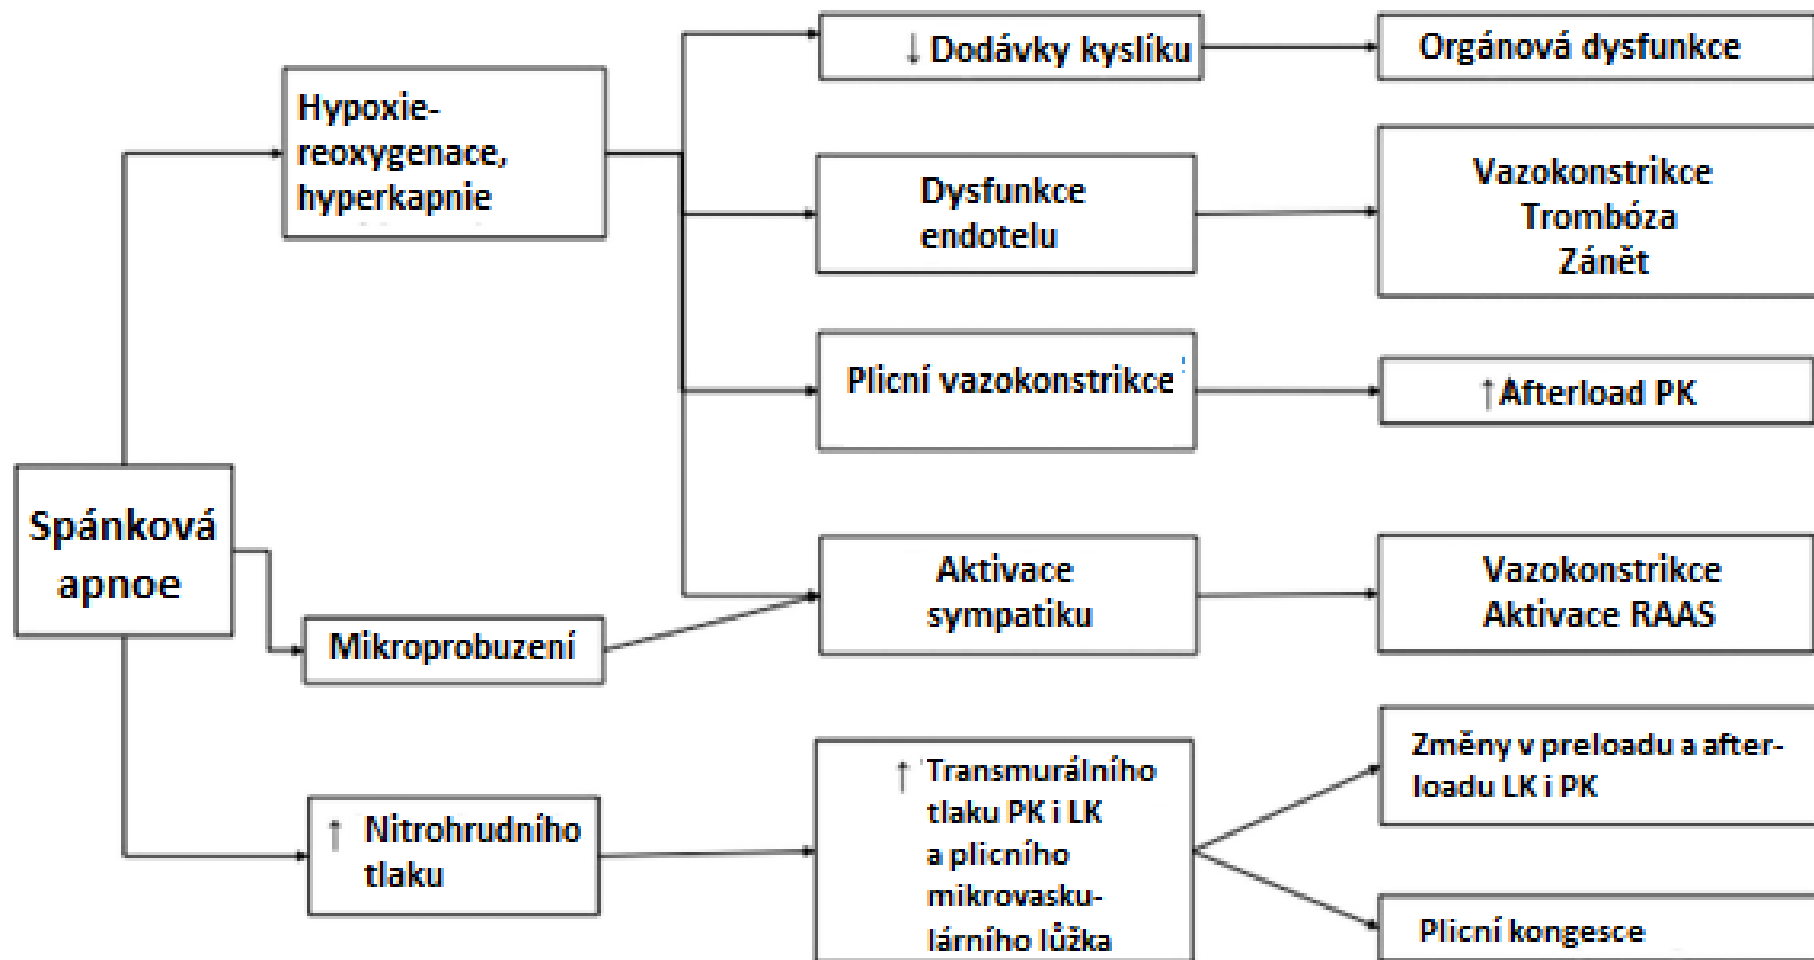 Spánková
apnoe
Hypoxie-
reoxygenace,
hyperkapnie
Mikroprobuzení
↑ Nitrohrudního
tlaku
↓ Dodávky kyslíku
Dysfunkce
endotelu
Plicní vazokonstrikce
Aktivace
sympatiku
↑ Transmurálního
tlaku PK i LK
a plicního
mikrovasku-
lárního lůžka
Orgánová dysfunkce
Vazokonstrikce
Trombóza
Zánět
↑Afterload PK
Vazokonstrikce
Aktivace RAAS
Změny v preloadu a after-
loadu LK i PK
Plicní kongesce